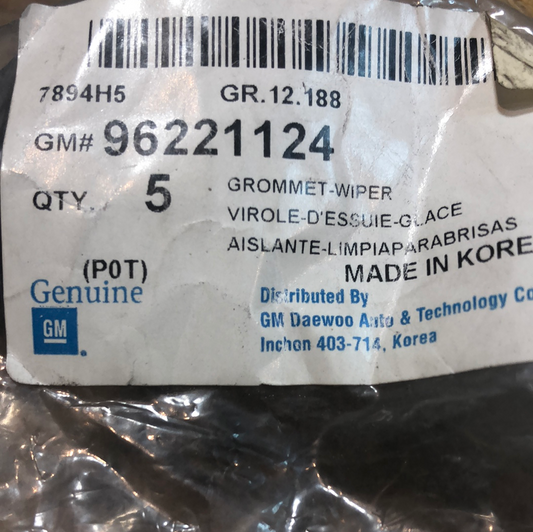 7894H5 GR.12.188
GM# 96221124
QTY. 5
GROMMET-WIPER
VIROLE-D'ESSUIE-GLACE
AISLANTE-LIMPIAPARABRISAS
(P0T)
MADE IN KORE
Genuine
GM
Distributed By
GM Daewoo Auto & Technology Co
Inchon 403-714, Korea